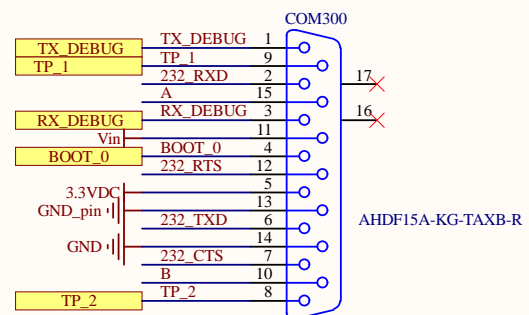 COM300
TX_DEBUG TX_DEBUG 1
TP_1 TP_1 9
232_RXD 2 17
A 15
RX_DEBUG RX_DEBUG 3 16
Vin 11
BOOT_0 BOOT_0 4
232_RTS 12
3.3VDC 5
GND_pin 13
232_TXD 6 AHDF15A-KG-TAXB-R
GND 14
232_CTS 7
B 10
TP_2 TP_2 8